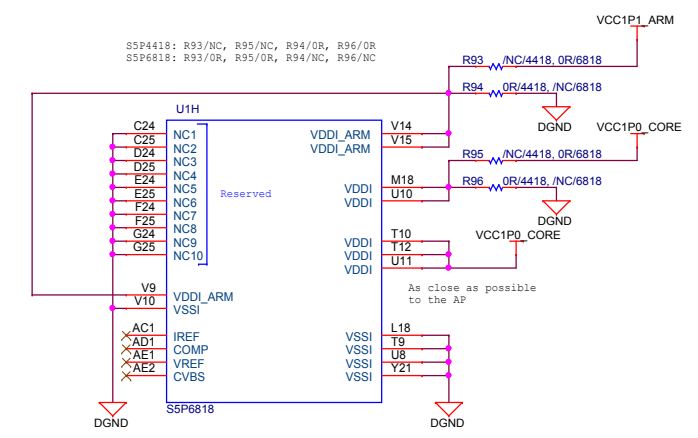 VCC1P1_ARM
S5P4418: R93/NC, R95/NC, R94/0R, R96/0R
S5P6818: R93/0R, R95/0R, R94/NC, R96/NC
R93 /NC/4418, 0R/6818
R94 0R/4418, /NC/6818
DGND
VCC1P0_CORE
U1H
C24 NC1 VDDI_ARM V14
C25 NC2 VDDI_ARM V15
D24 NC3
D25 NC4
E24 NC5 VDDI M18
E25 NC6 VDDI U10
F24 NC7
F25 NC8
G24 NC9 VDDI T10
G25 NC10 VDDI T12
VDDI U11
Reserved
R95 /NC/4418, 0R/6818
R96 0R/4418, /NC/6818
DGND
VCC1P0_CORE
As close as possible
to the AP
V9 VDDI_ARM
V10 VSSI
AC1 IREF VSSI L18
AD1 COMP VSSI T9
AE1 VREF VSSI U8
AE2 CVBS VSSI Y21
S5P6818
DGND
DGND